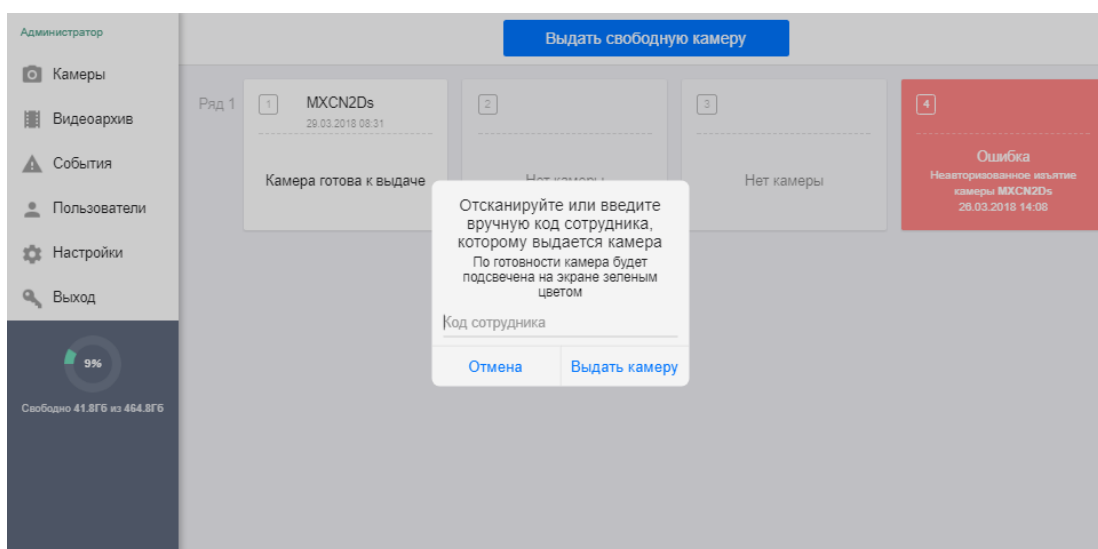 Администратор
Камеры
Видеоархив
События
Пользователи
Настройки
Выход
9%
Свободно 41.8Гб из 464.8Гб
Выдать свободную камеру
Ряд 1
1
MXCN2Ds
29.03.2018 08:31
Камера готова к выдаче
2
Нет камеры
3
Нет камеры
4
Ошибка
Неавторизованное изъятие
камеры MXCN2Ds
26.03.2018 14:08
Отсканируйте или введите
вручную код сотрудника,
которому выдается камера
По готовности камера будет
подсвечена на экране зеленым
цветом
Код сотрудника
Отмена
Выдать камеру